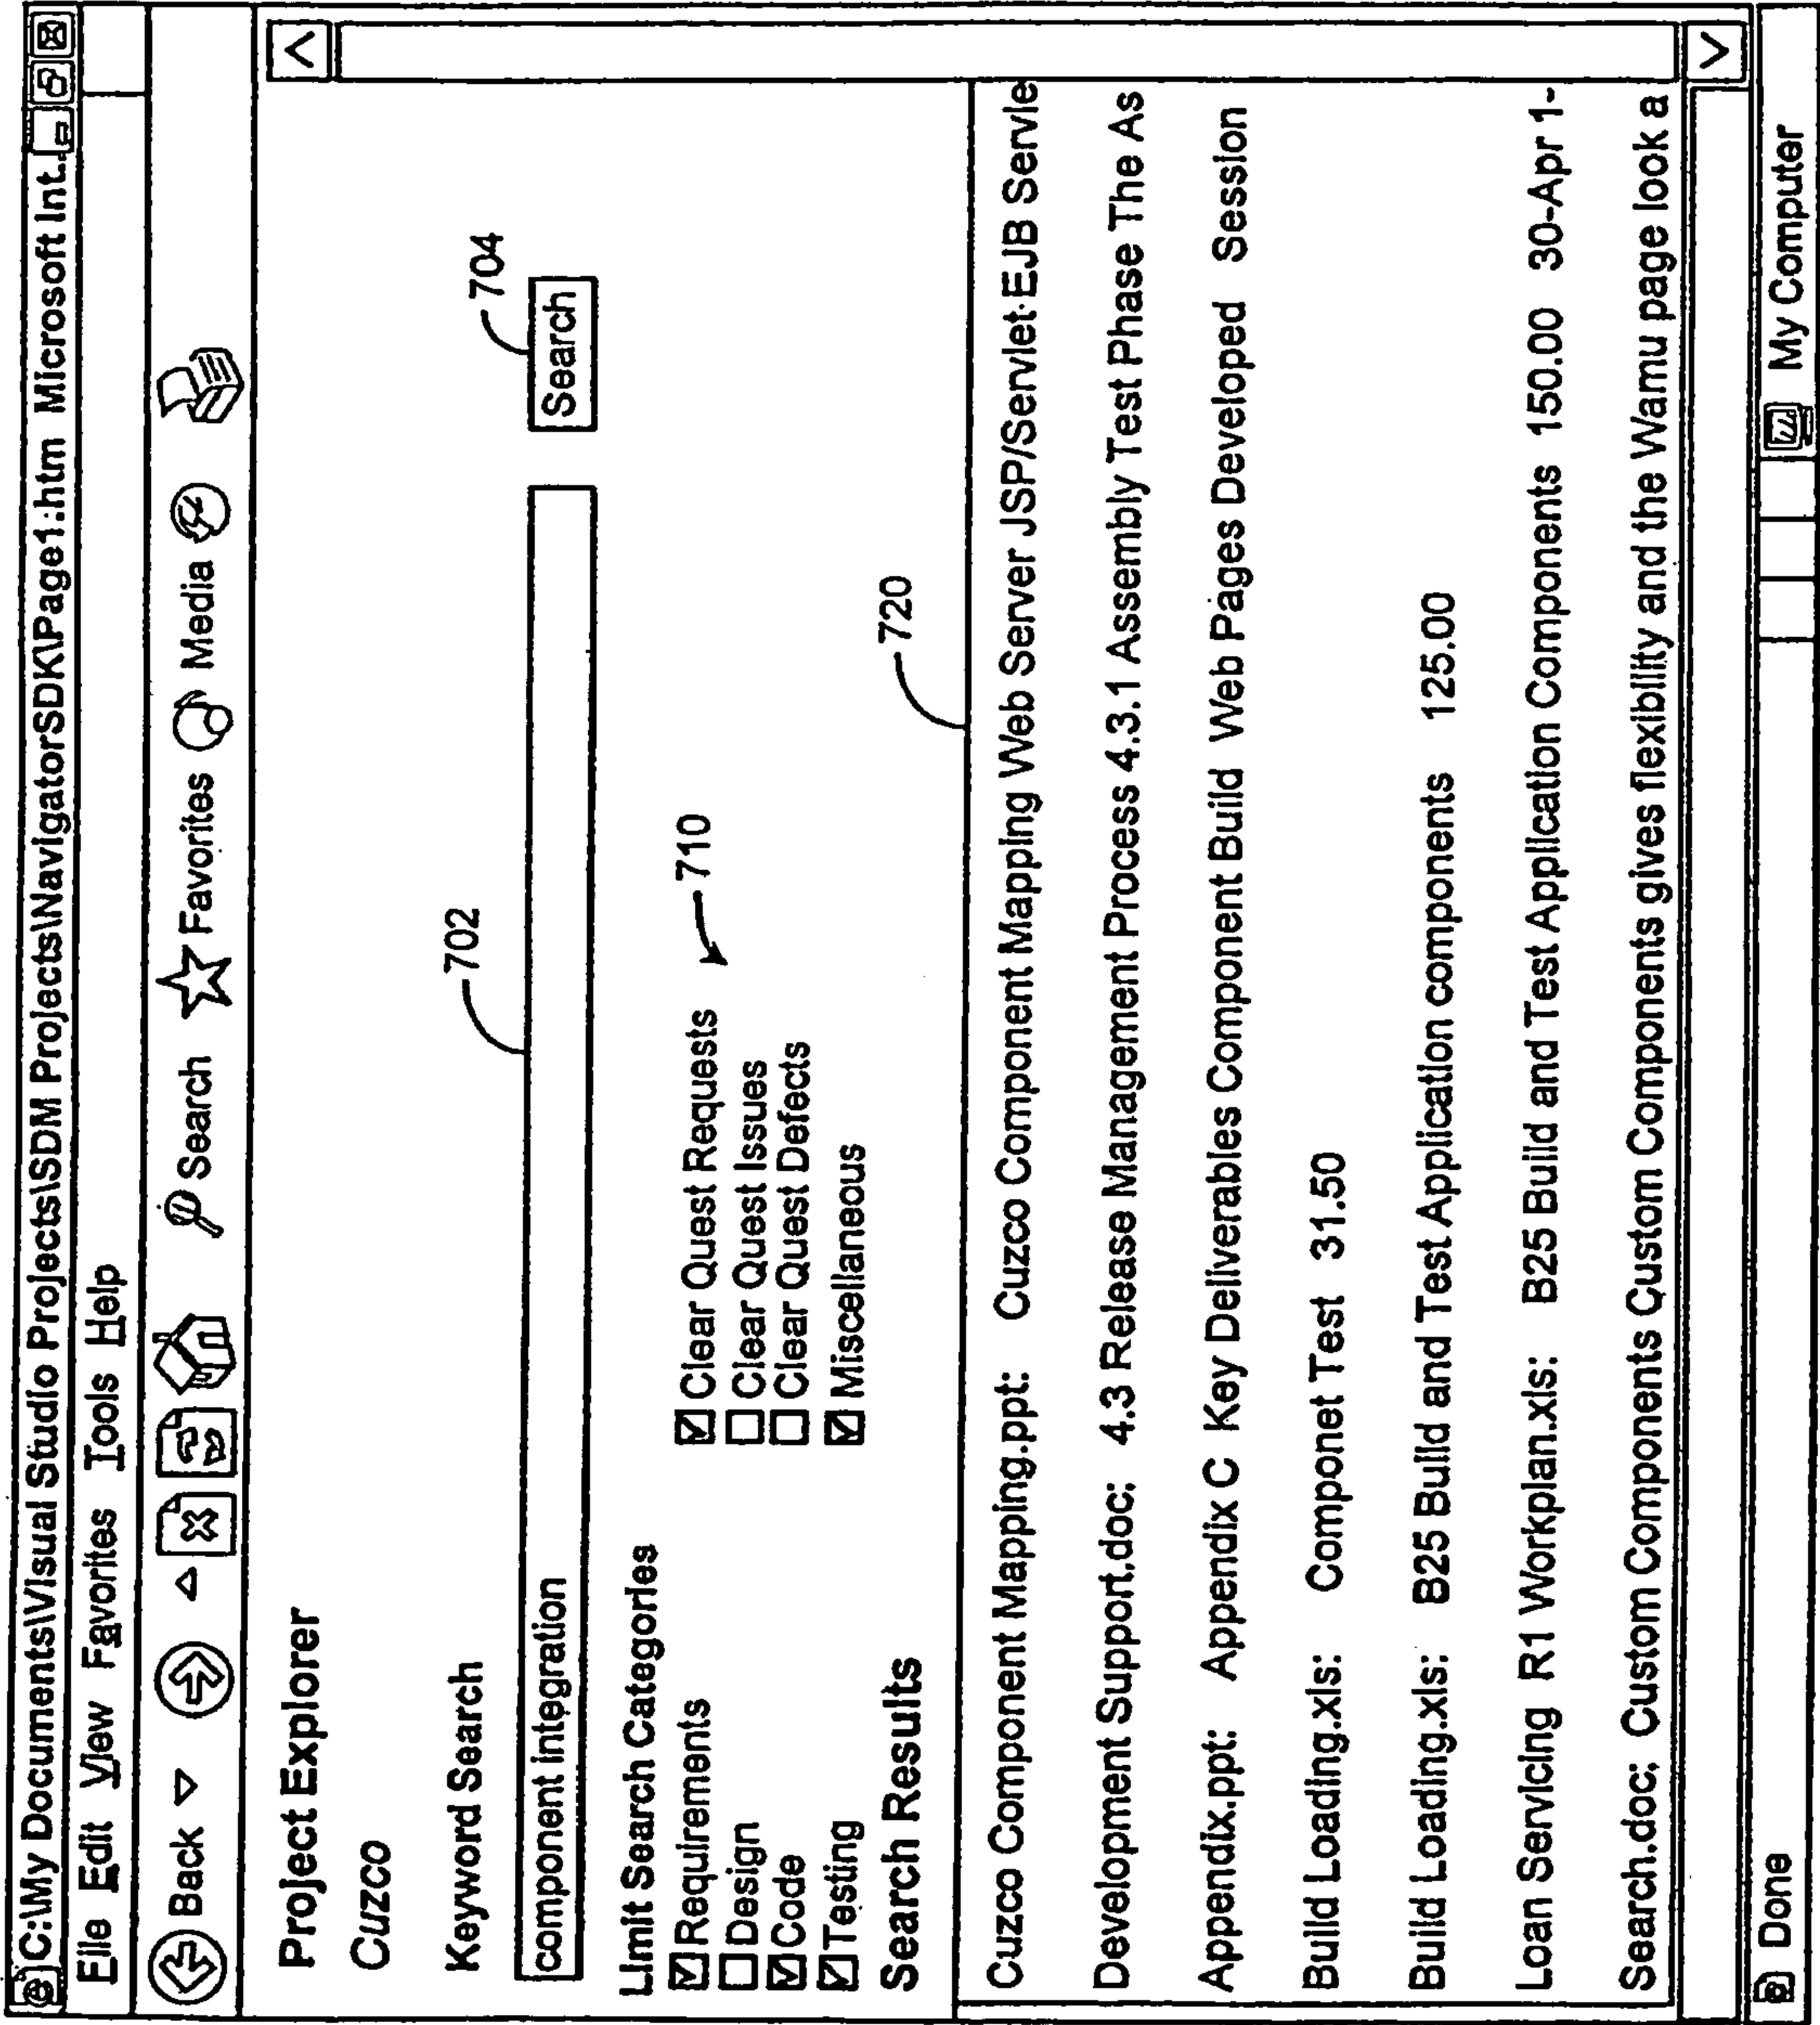 C:\My Documents\Visual Studio Projects\SDM Projects\NavigatorSDK\Page1:htm Microsoft Int.
File Edit View Favorites Tools Help
Back Search Favorites Media
Project Explorer
Cuzco
Keyword Search
702
704
component integration
Search
Limit Search Categories
Requirements
Clear Quest Requests
710
Design
Clear Quest Issues
Code
Clear Quest Defects
Testing
Miscellaneous
Search Results
720
Cuzco Component Mapping.ppt: Cuzco Component Mapping Web Server JSP/Servlet·EJB Servle
Development Support.doc: 4.3 Release Management Process 4.3.1 Assembly Test Phase The As
Appendix.ppt: Appendix C Key Deliverables Component Build Web Pages Developed Session
Build Loading.xls: Componet Test 31.50
Build Loading.xls: B25 Build and Test Application components 125.00
Loan Servicing R1 Workplan.xls: B25 Build and Test Application Components 150.00 30-Apr 1-
Search.doc: Custom Components Custom Components gives flexibility and the Wamu page look a
Done
My Computer